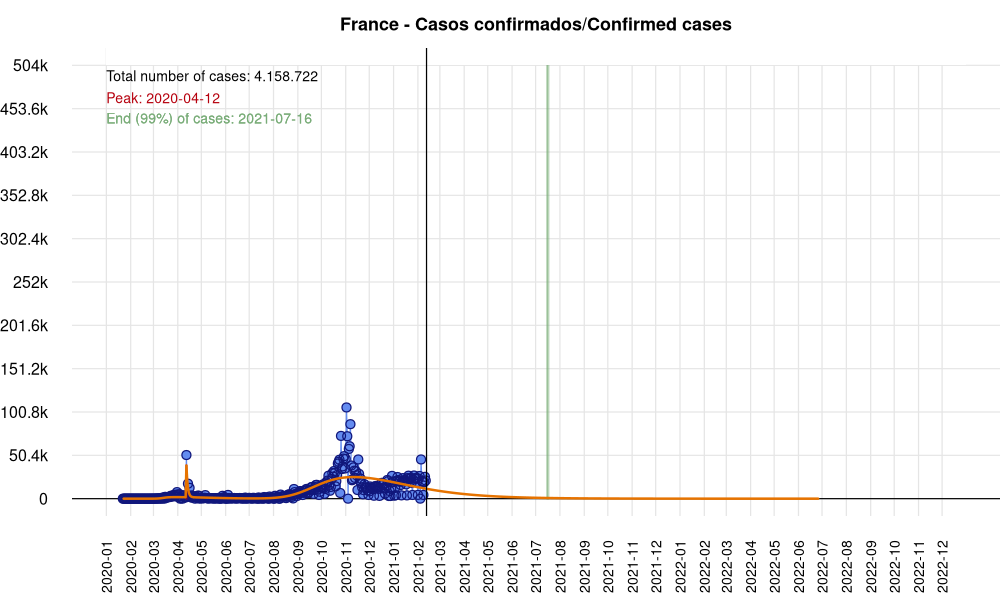 France - Casos confirmados/Confirmed cases
504k
Total number of cases: 4.158.722
Peak: 2020-04-12
453.6k
End (99%) of cases: 2021-07-16
403.2k
352.8k
302.4k
252k
201.6k
151.2k
100.8k
50.4k
0
2020-01
2020-02
2020-03
2020-04
2020-05
2020-06
2020-07
2020-08
2020-09
2020-10
2020-11
2020-12
2021-01
2021-02
2021-03
2021-04
2021-05
2021-06
2021-07
2021-08
2021-09
2021-10
2021-11
2021-12
2022-01
2022-02
2022-03
2022-04
2022-05
2022-06
2022-07
2022-08
2022-09
2022-10
2022-11
2022-12